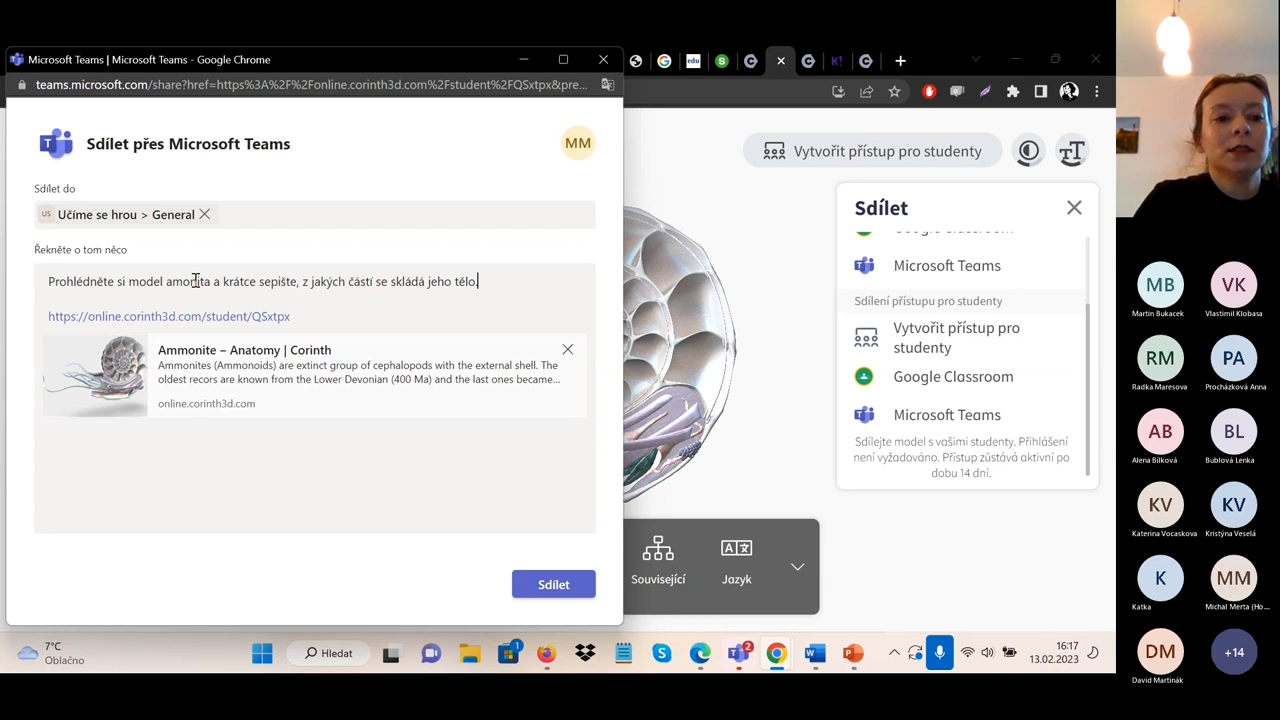 Microsoft Teams | Microsoft Teams - Google Chrome
teams.microsoft.com/share?href=https%3A%2F%2Fonline.corinth3d.com%2Fstudent%2FQSxtpx&pre...
Sdílet přes Microsoft Teams
MM
Sdílet do
US
Učíme se hrou > General
Řekněte o tom něco
Prohlédněte si model amonita a krátce sepište, z jakých částí se skládá jeho tělo.
https://online.corinth3d.com/student/QSxtpx
Ammonite – Anatomy | Corinth
Ammonites (Ammonoids) are extinct group of cephalopods with the external shell. The
oldest recors are known from the Lower Devonian (400 Ma) and the last ones became...
online.corinth3d.com
Sdílet
edu
Vytvořit přístup pro studenty
Sdílet
Microsoft Teams
Sdílení přístupu pro studenty
Vytvořit přístup pro
studenty
Google Classroom
Microsoft Teams
Sdílejte model s vašimi studenty. Přihlášení
není vyžadováno. Přístup zůstává aktivní po
dobu 14 dní.
Související
Jazyk
7°C
Oblačno
Hledat
1
2
16:17
13.02.2023
MB
Martin Bukacek
VK
Vlastimil Klobasa
RM
Radka Maresova
PA
Procházková Anna
AB
Alena Bílková
BL
Bublová Lenka
KV
Katerina Vocaskova
KV
Kristýna Veselá
K
Katka
MM
Michal Merta (Ho...
DM
David Martinák
+14